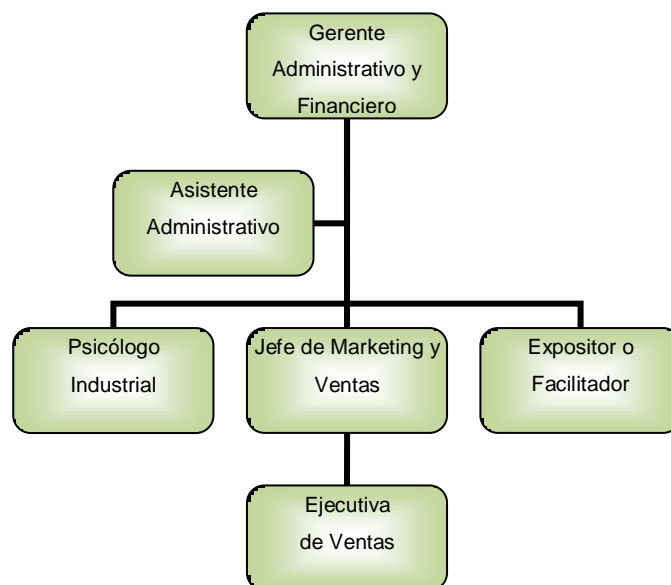 Gerente
Administrativo y
Financiero
Asistente
Administrativo
Psicólogo
Industrial
Jefe de Marketing y
Ventas
Expositor o
Facilitador
Ejecutiva
de Ventas